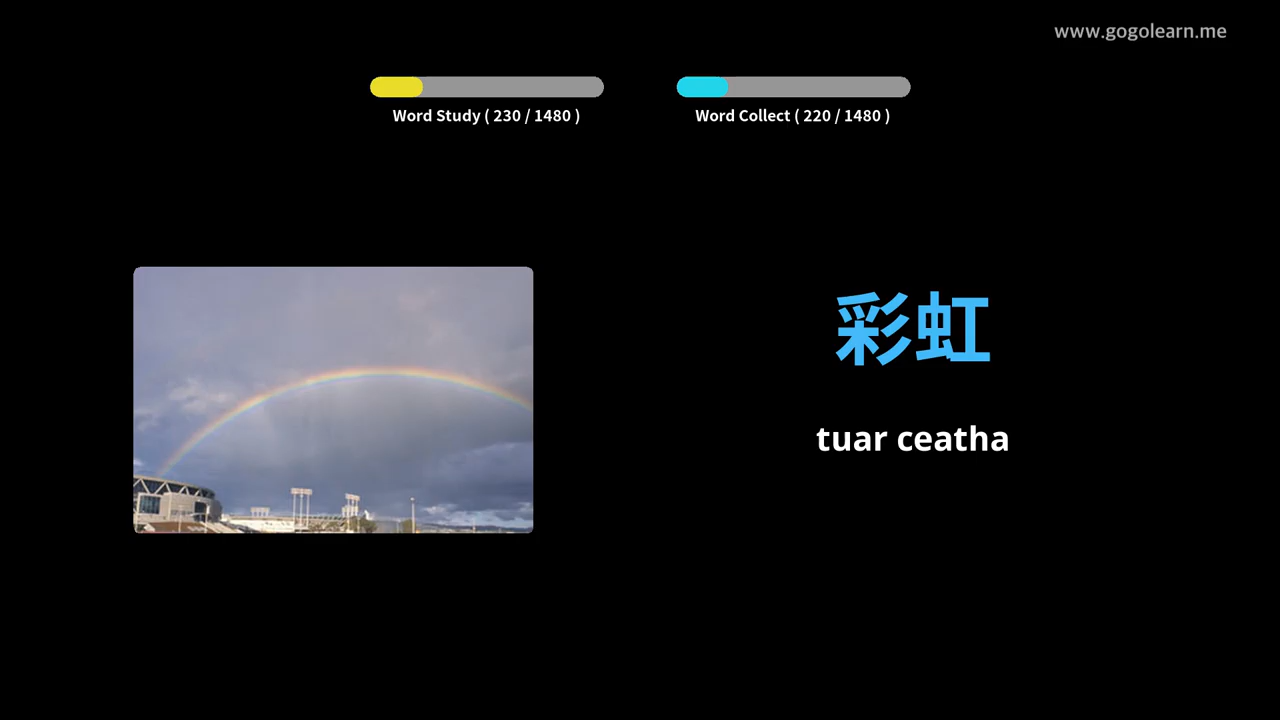 www.gogolearn.me
Word Study ( 230 / 1480 )
Word Collect ( 220 / 1480 )
彩虹
tuar ceatha